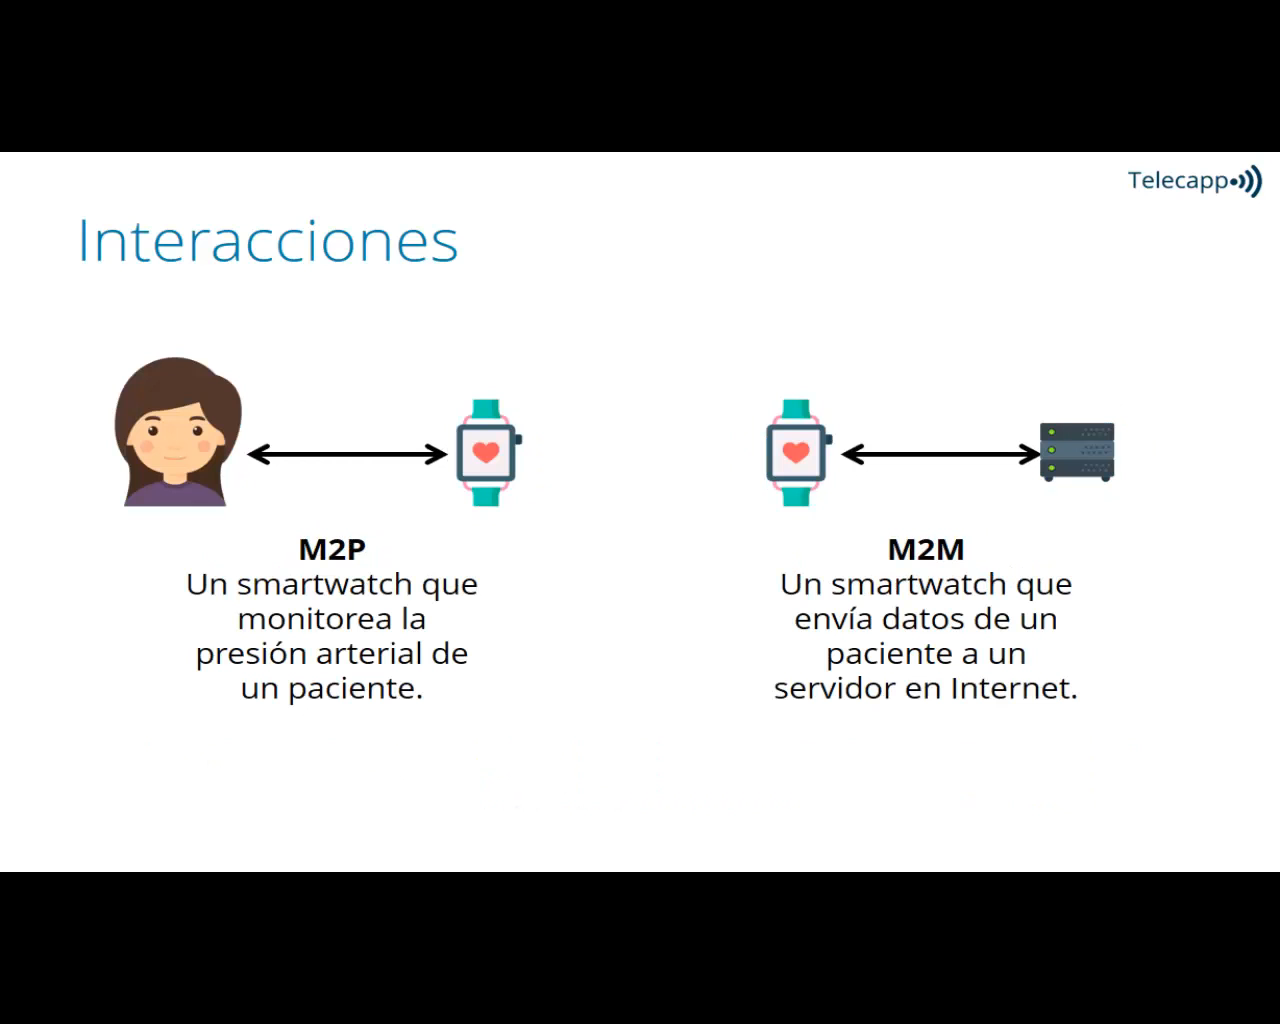 Telecapp
Interacciones
M2P
Un smartwatch que
monitorea la
presión arterial de
un paciente.
M2M
Un smartwatch que
envía datos de un
paciente a un
servidor en Internet.